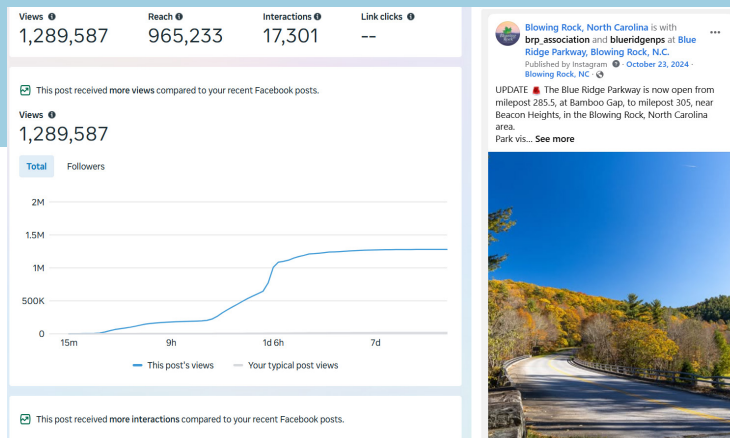 Views
Reach
Interactions
Link clicks
1,289,587
965,233
17,301
--
This post received more views compared to your recent Facebook posts.
Views
1,289,587
Total
Followers
2M
1.5M
1M
500K
0
15m
9h
1d 6h
7d
This post's views
Your typical post views
This post received more interactions compared to your recent Facebook posts.
Blowing Rock, North Carolina is with
brp_association and blueridgenps at Blue
Ridge Parkway, Blowing Rock, N.C.
Published by Instagram · October 23, 2024 ·
Blowing Rock, NC ·
UPDATE 🚨 The Blue Ridge Parkway is now open from
milepost 285.5, at Bamboo Gap, to milepost 305, near
Beacon Heights, in the Blowing Rock, North Carolina
area.
Park vis... See more